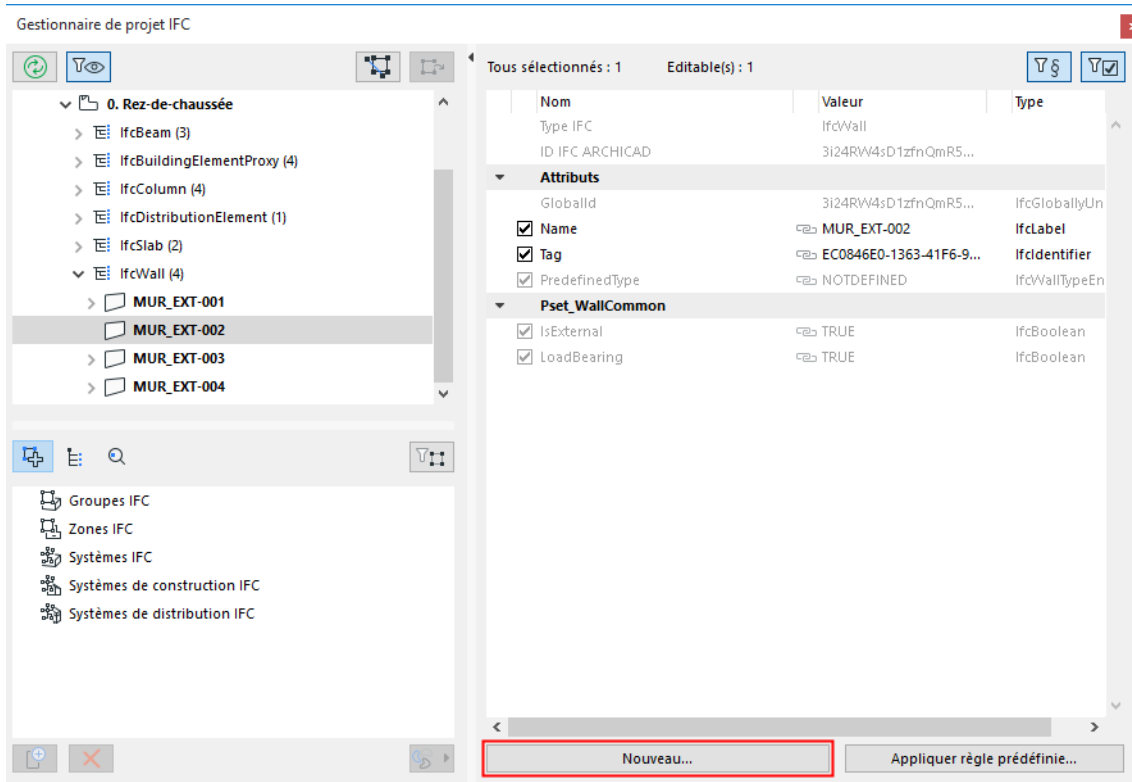 Gestionnaire de projet IFC
0. Rez-de-chaussée
IfcBeam (3)
IfcBuildingElementProxy (4)
IfcColumn (4)
IfcDistributionElement (1)
IfcSlab (2)
IfcWall (4)
MUR_EXT-001
MUR_EXT-002
MUR_EXT-003
MUR_EXT-004
Groupes IFC
Zones IFC
Systèmes IFC
Systèmes de construction IFC
Systèmes de distribution IFC
Tous sélectionnés : 1 Editable(s) : 1
Nom Valeur Type
Type IFC IfcWall
ID IFC ARCHICAD 3i24RW4sD1zfnQmR5...
Attributs
GlobalId 3i24RW4sD1zfnQmR5... IfcGloballyUn
Name MUR_EXT-002 IfcLabel
Tag EC0846E0-1363-41F6-9... IfcIdentifier
PredefinedType NOTDEFINED IfcWallTypeEn
Pset_WallCommon
IsExternal TRUE IfcBoolean
LoadBearing TRUE IfcBoolean
Nouveau... Appliquer règle prédéfinie...